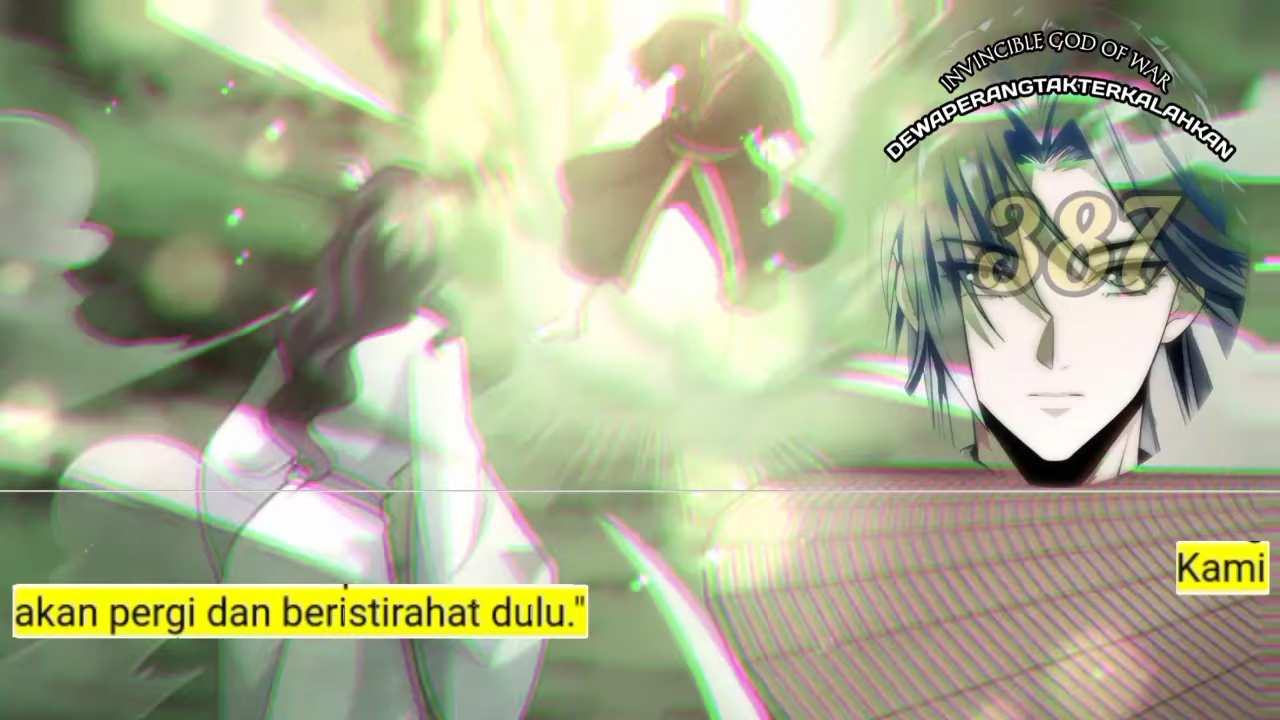 INVINCIBLE GOD OF WAR
DEWAPERANGTAKTERKALAHKAN
387
Kami
akan pergi dan beristirahat dulu."